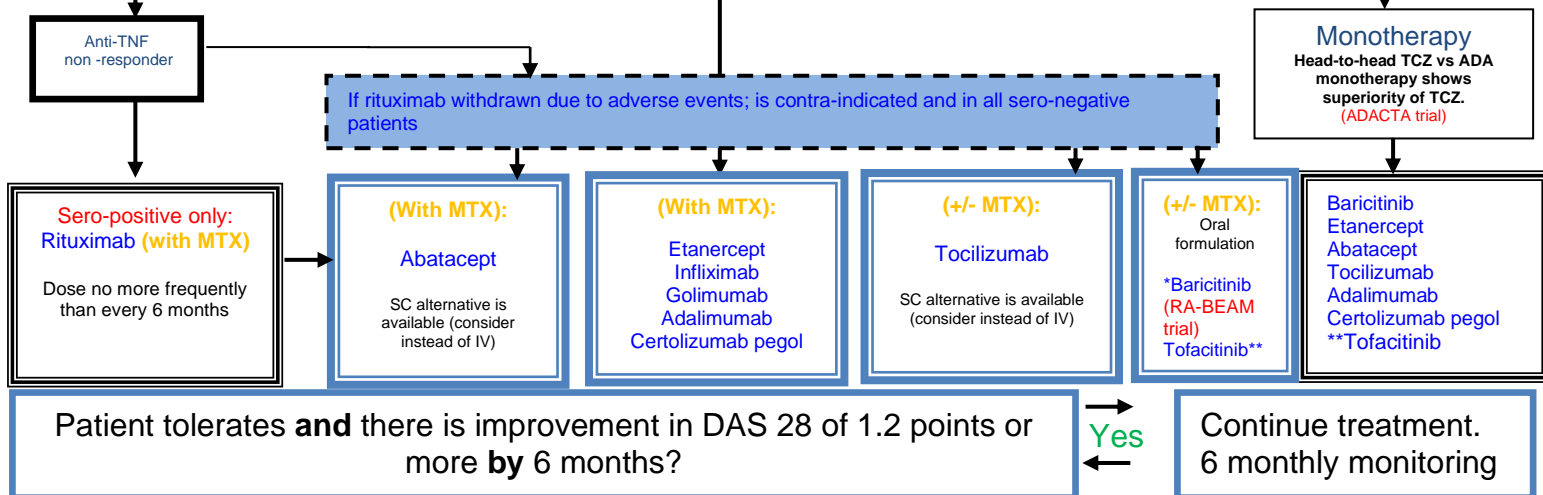 Anti-TNF
non -responder
Monotherapy
Head-to-head TCZ vs ADA
monotherapy shows
superiority of TCZ.
(ADACTA trial)
If rituximab withdrawn due to adverse events; is contra-indicated and in all sero-negative
patients
Sero-positive only:
Rituximab (with MTX)
Dose no more frequently
than every 6 months
(With MTX):
Abatacept
SC alternative is
available (consider
instead of IV)
(With MTX):
Etanercept
Infliximab
Golimumab
Adalimumab
Certolizumab pegol
(+/- MTX):
Tocilizumab
SC alternative is available
(consider instead of IV)
(+/- MTX):
Oral
formulation
*Baricitinib
(RA-BEAM
trial)
Tofacitinib**
Baricitinib
Etanercept
Abatacept
Tocilizumab
Adalimumab
Certolizumab pegol
**Tofacitinib
Patient tolerates and there is improvement in DAS 28 of 1.2 points or
more by 6 months?
Yes
Continue treatment.
6 monthly monitoring